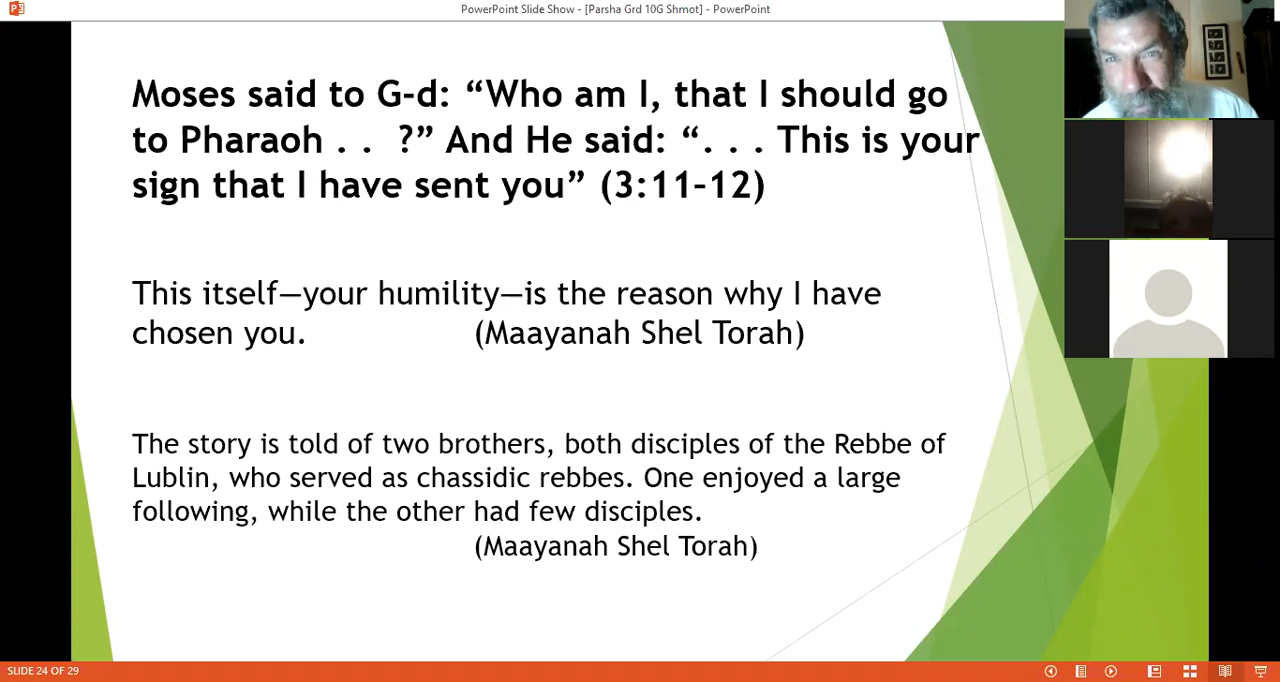 PowerPoint Slide Show - [Parsha Grd 10G Shmot] - PowerPoint
Moses said to G-d: “Who am I, that I should go
to Pharaoh . .  ?” And He said: “. . . This is your
sign that I have sent you” (3:11–12)
This itself—your humility—is the reason why I have
chosen you. (Maayanah Shel Torah)
The story is told of two brothers, both disciples of the Rebbe of
Lublin, who served as chassidic rebbes. One enjoyed a large
following, while the other had few disciples.
(Maayanah Shel Torah)
SLIDE 24 OF 29